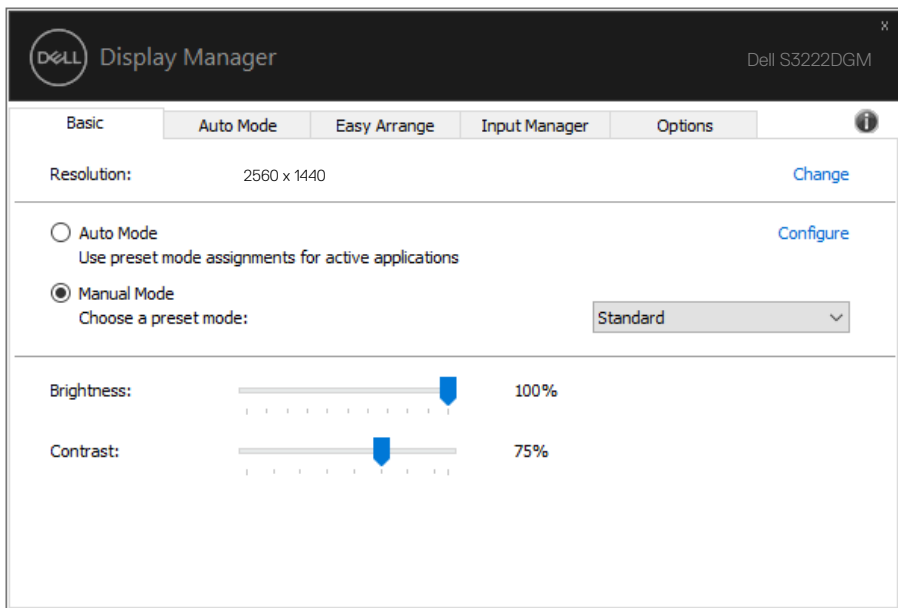 x
DELL Display Manager
Dell S3222DGM
Basic Auto Mode Easy Arrange Input Manager Options i
Resolution: 2560 x 1440 Change
Auto Mode Configure
Use preset mode assignments for active applications
Manual Mode
Choose a preset mode: Standard
Brightness: 100%
Contrast: 75%